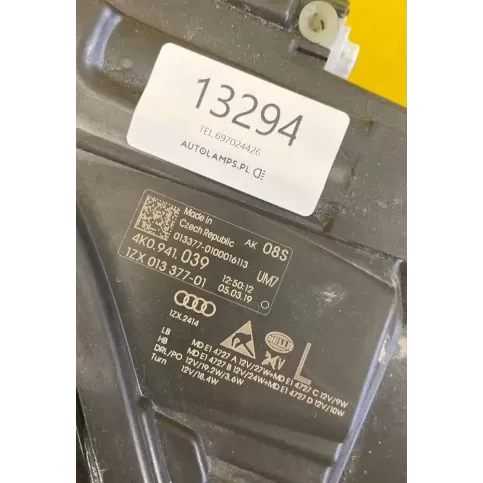 13294
TEL.697024426
AUTOLAMPS.PL
Made in
Czech Republic
AK 08S
013377-0100016113
4K0.941.039
UM7
1ZX 013 377-01
12:50:12
05.03.19
1ZX.2414
HELLA
24V
L
LB MD E1 4727 A 12V/27W+MD E1 4727 C 12V/9W
HB MD E1 4727 B 12V/24W+MD E1 4727 D 12V/10W
DRL/PO 12V/19,2W/3,6W
Turn 12V/18,4W